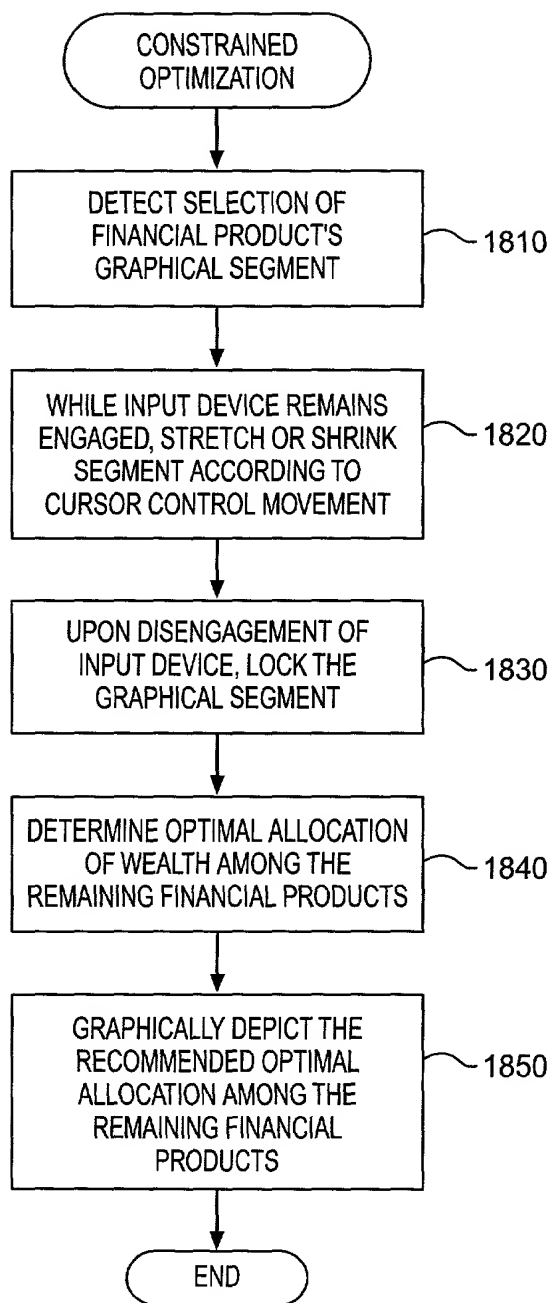 CONSTRAINED
OPTIMIZATION
DETECT SELECTION OF
FINANCIAL PRODUCT'S
GRAPHICAL SEGMENT
1810
WHILE INPUT DEVICE REMAINS
ENGAGED, STRETCH OR SHRINK
SEGMENT ACCORDING TO
CURSOR CONTROL MOVEMENT
1820
UPON DISENGAGEMENT OF
INPUT DEVICE, LOCK THE
GRAPHICAL SEGMENT
1830
DETERMINE OPTIMAL ALLOCATION
OF WEALTH AMONG THE
REMAINING FINANCIAL PRODUCTS
1840
GRAPHICALLY DEPICT THE
RECOMMENDED OPTIMAL
ALLOCATION AMONG THE
REMAINING FINANCIAL
PRODUCTS
1850
END